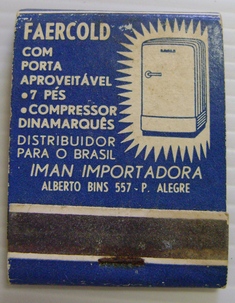 FAERCOLD
COM
PORTA
APROVEITÁVEL
• 7 PÉS
• COMPRESSOR
DINAMARQUÊS
DISTRIBUIDOR
PARA O BRASIL
IMAN IMPORTADORA
ALBERTO BINS 557 - P. ALEGRE